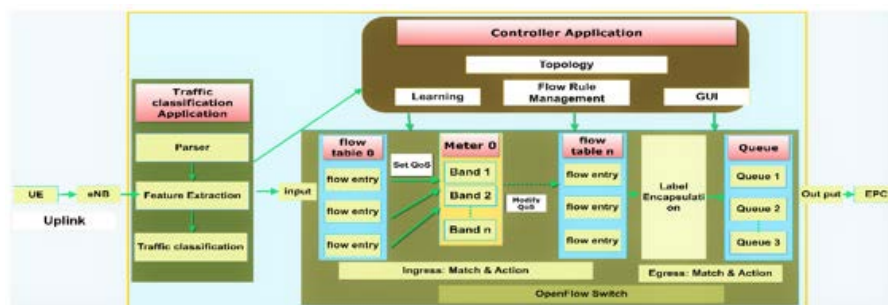 Controller Application
Topology
Learning
Flow Rule
Management
GUI
Traffic
classification
Application
Parser
Feature Extraction
Traffic classification
UE
eNB
Uplink
input
flow
table 0
flow entry
flow entry
flow entry
Set QoS
Meter 0
Band 1
Band 2
Band n
Modify
QoS
flow
table n
flow entry
flow entry
flow entry
Label
Encapsulati
on
Queue
Queue 1
Queue 2
Queue 3
Out put
EPC
Ingress: Match & Action
Egress: Match & Action
OpenFlow Switch